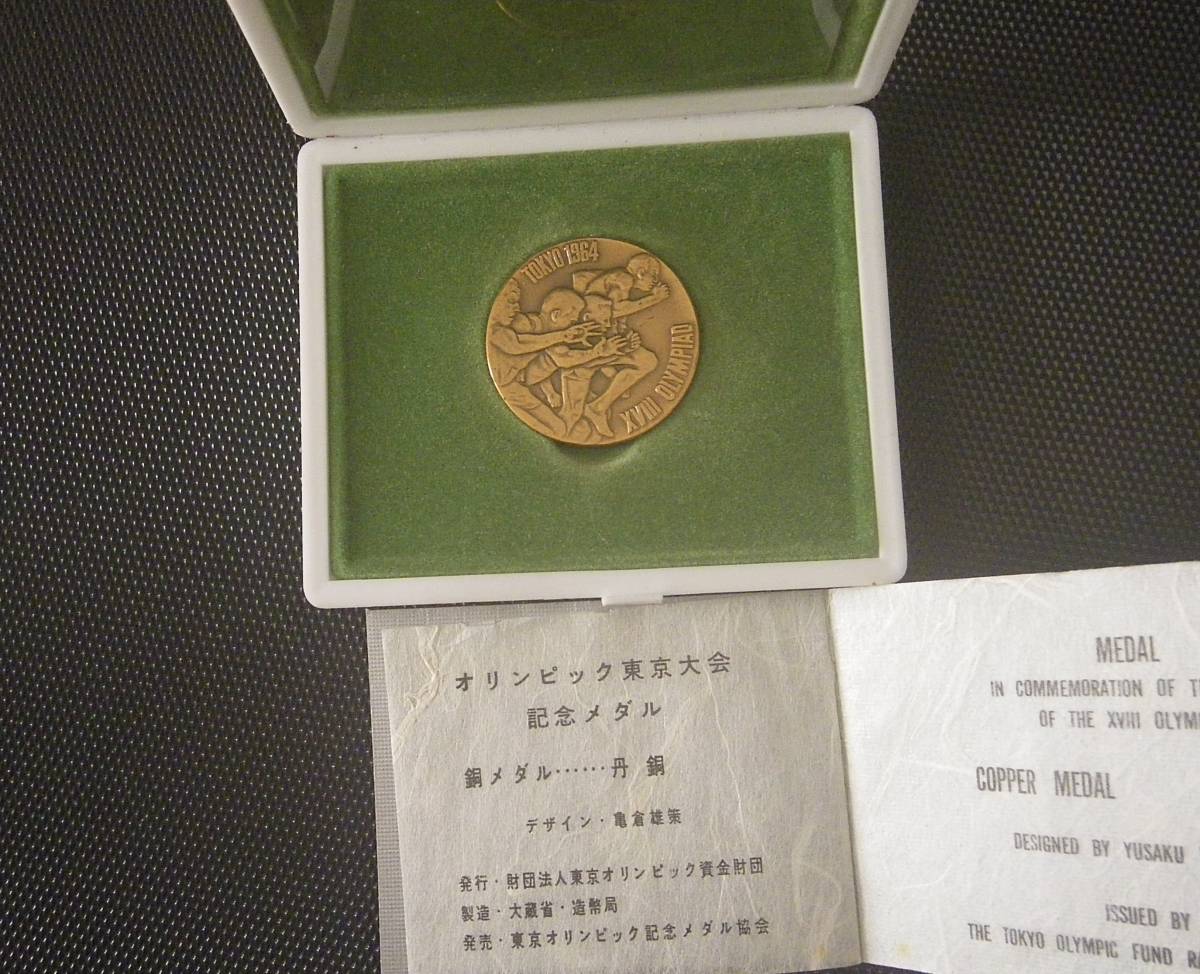 TOKYO 1964
XVIII OLYMPIAD
オリンピック東京大会
記念メダル
銅メダル……丹 銅
デザイン・亀倉雄策
発行・財団法人東京オリンピック資金財団
製造・大蔵省・造幣局
発売・東京オリンピック記念メダル協会
MEDAL
IN COMMEMORATION OF
OF THE XVIII
COPPER MEDAL
DESIGNED BY YUSAKU
ISSUED BY
THE TOKYO OLYMPIC FUND